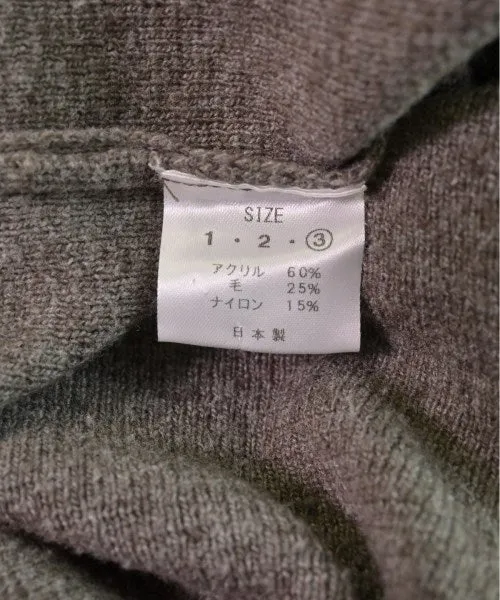 SIZE
1・2・③
アクリル 60%
毛 25%
ナイロン 15%
日本製